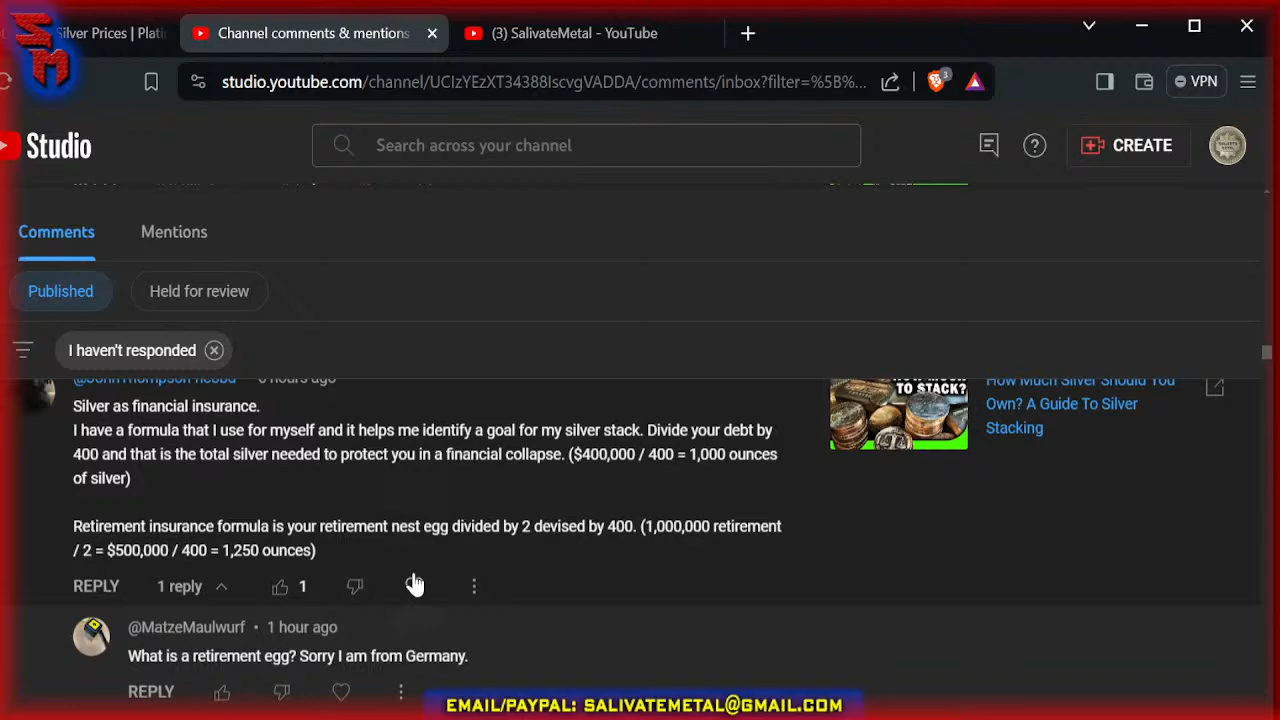 SM
Silver Prices | Plati
Channel comments & mentions
(3) SalivateMetal - YouTube
studio.youtube.com/channel/UCIzYEzXT34388IscvgVADDA/comments/inbox?filter=%5B%...
3
VPN
Studio
Search across your channel
CREATE
Comments
Mentions
Published
Held for review
I haven't responded
hours ago
Silver as financial insurance.
I have a formula that I use for myself and it helps me identify a goal for my silver stack. Divide your debt by
400 and that is the total silver needed to protect you in a financial collapse. ($400,000 / 400 = 1,000 ounces
of silver)
Retirement insurance formula is your retirement nest egg divided by 2 devised by 400. (1,000,000 retirement
/ 2 = $500,000 / 400 = 1,250 ounces)
TO STACK?
How Much Silver Should You
Own? A Guide To Silver
Stacking
REPLY
1 reply
1
@MatzeMaulwurf • 1 hour ago
What is a retirement egg? Sorry I am from Germany.
REPLY
EMAIL/PAYPAL: SALIVATEMETAL@GMAIL.COM